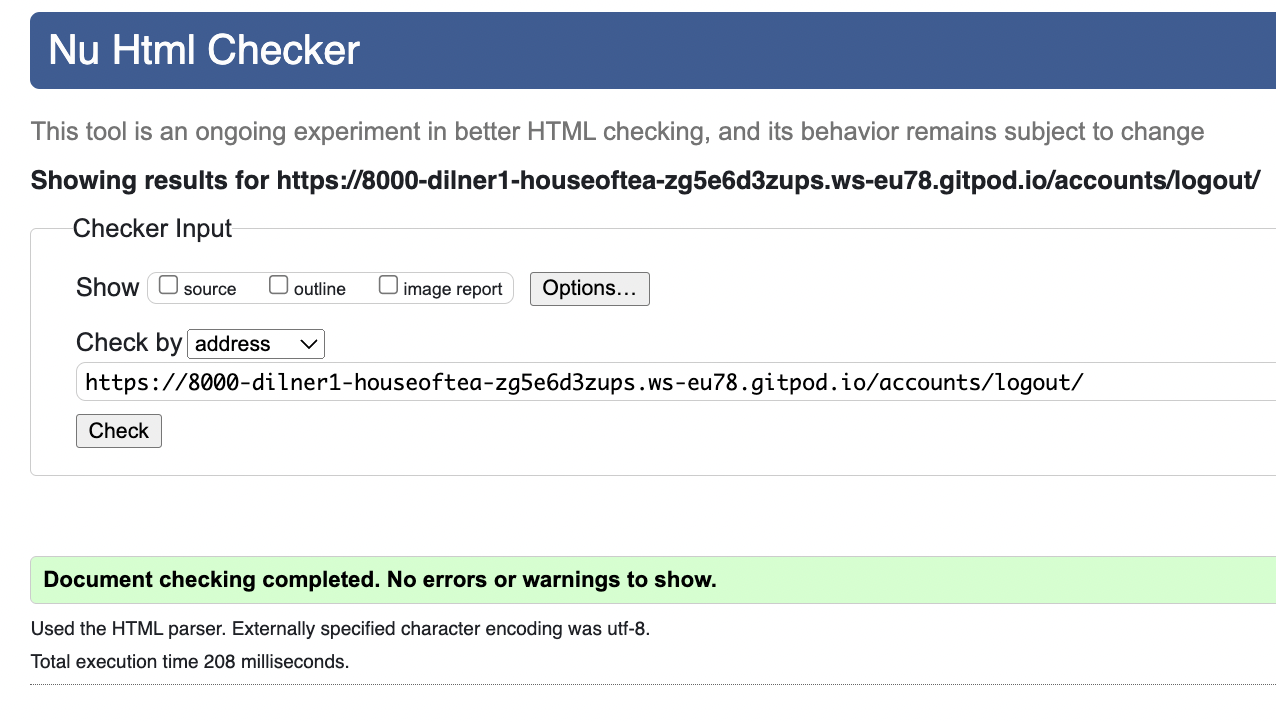 Nu Html Checker
This tool is an ongoing experiment in better HTML checking, and its behavior remains subject to change
Showing results for https://8000-dilner1-houseoftea-zg5e6d3zups.ws-eu78.gitpod.io/accounts/logout/
Checker Input
Show source outline image report Options...
Check by address
https://8000-dilner1-houseoftea-zg5e6d3zups.ws-eu78.gitpod.io/accounts/logout/
Check
Document checking completed. No errors or warnings to show.
Used the HTML parser. Externally specified character encoding was utf-8.
Total execution time 208 milliseconds.